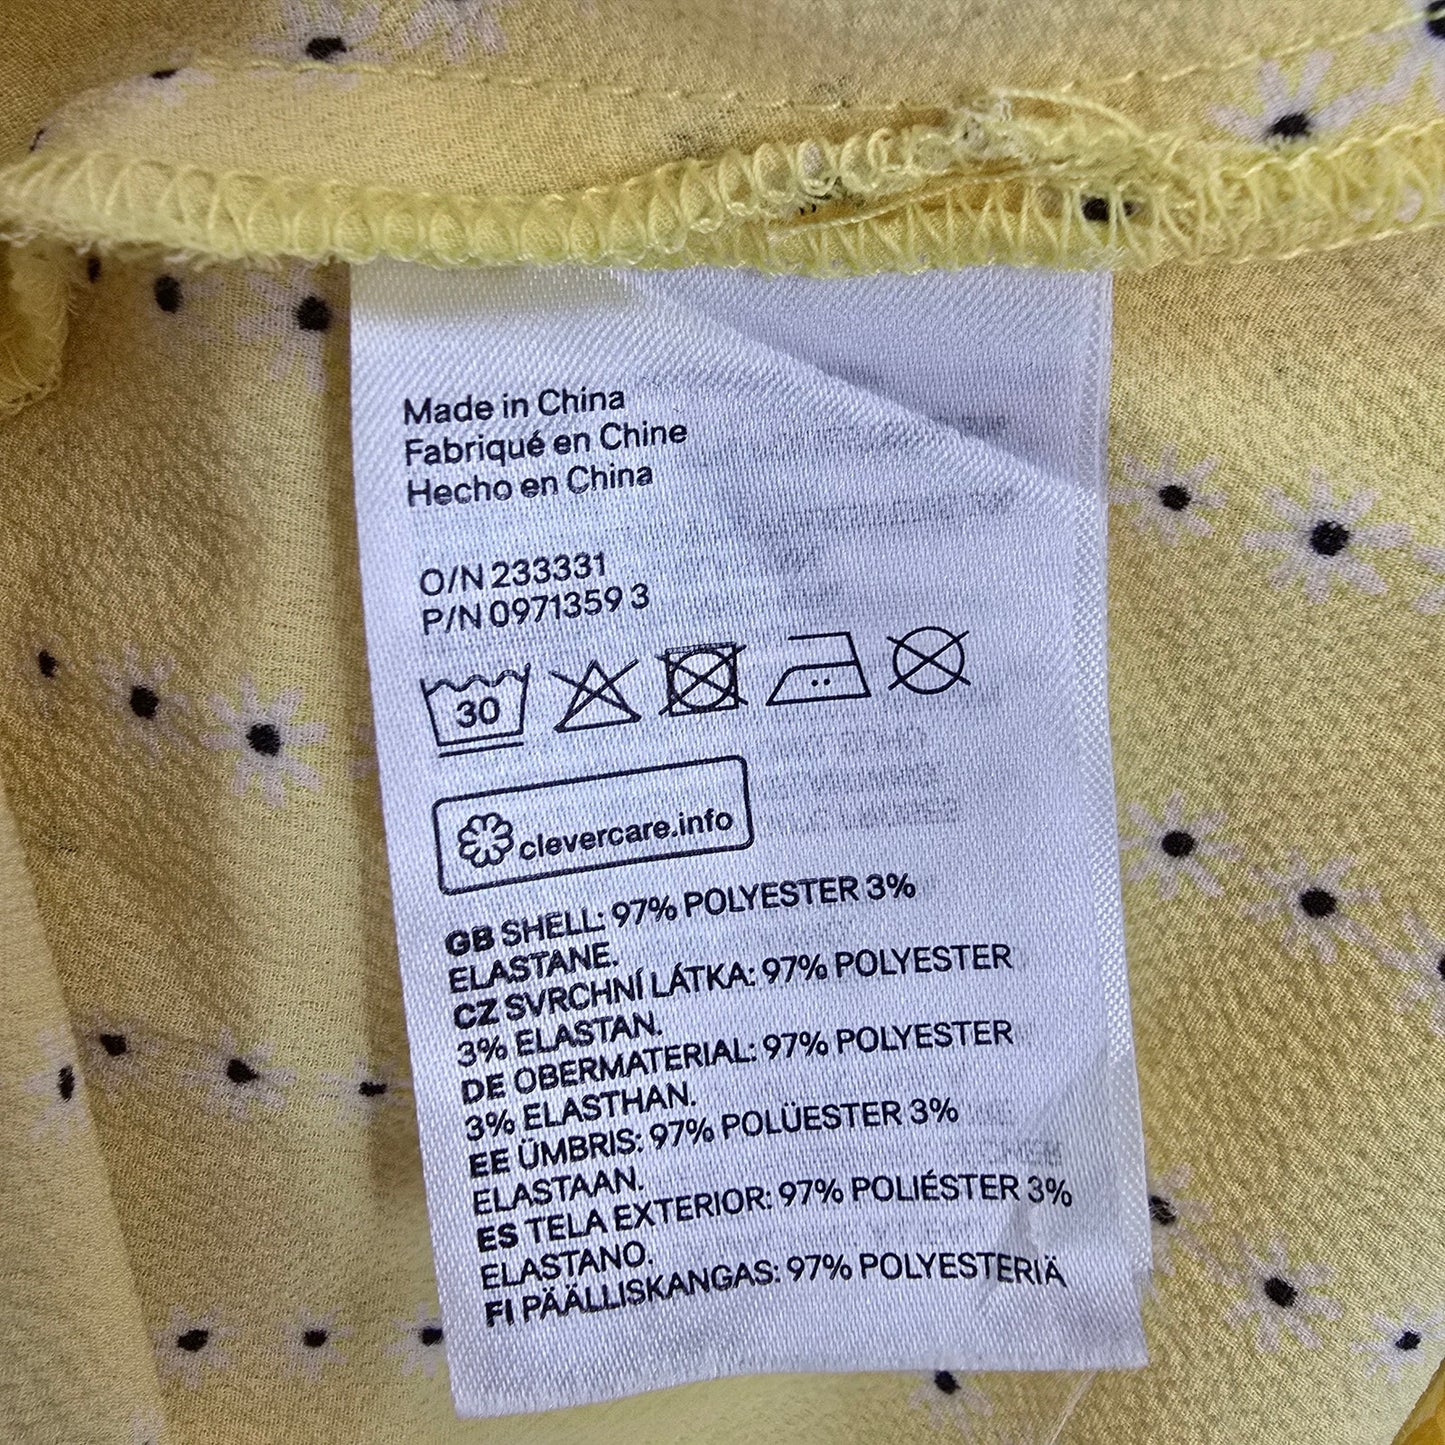 Made in China
Fabriqué en Chine
Hecho en China
O/N 233331
P/N 0971359 3
30
clevercare.info
GB SHELL: 97% POLYESTER 3%
ELASTANE.
CZ SVRCHNÍ LÁTKA: 97% POLYESTER
3% ELASTAN.
DE OBERMATERIAL: 97% POLYESTER
3% ELASTHAN.
EE ÜMBRIS: 97% POLÜESTER 3%
ELASTAAN.
ES TELA EXTERIOR: 97% POLIÉSTER 3%
ELASTANO.
FI PÄÄLLISKANGAS: 97% POLYESTERIÄ